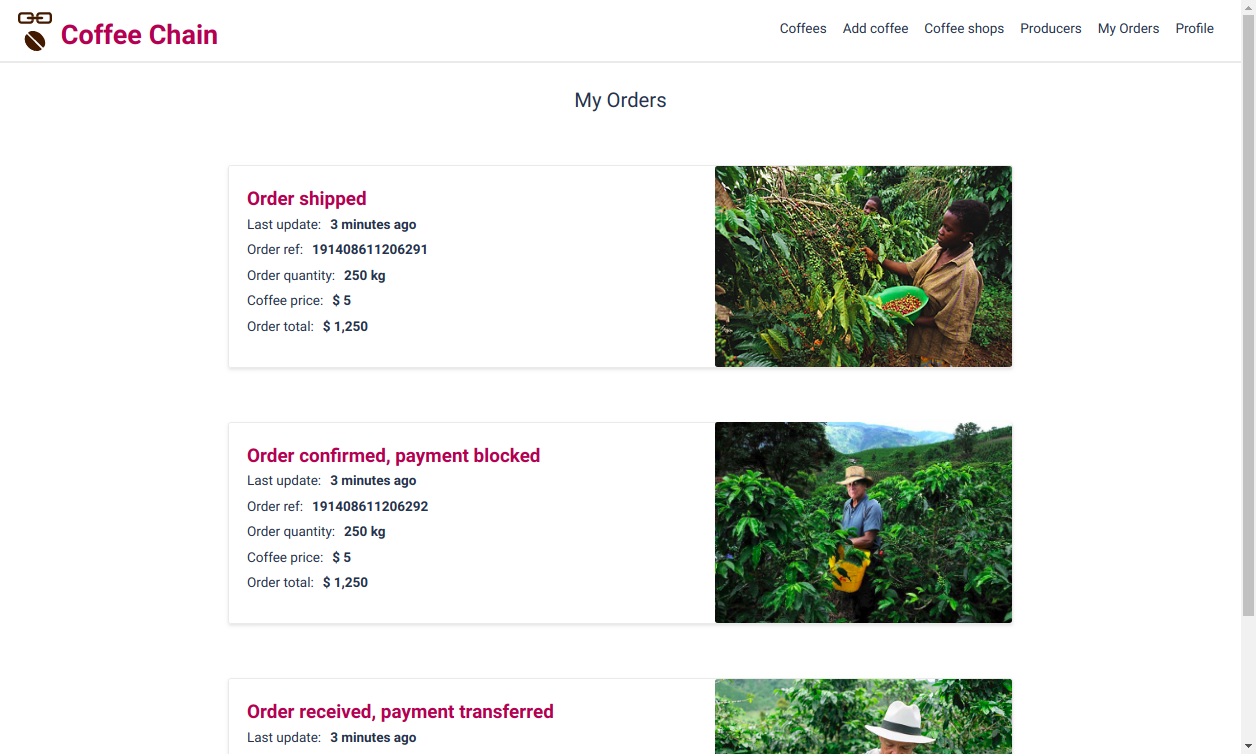 Coffee Chain
Coffees Add coffee Coffee shops Producers My Orders Profile
My Orders
Order shipped
Last update: 3 minutes ago
Order ref: 191408611206291
Order quantity: 250 kg
Coffee price: $ 5
Order total: $ 1,250
Order confirmed, payment blocked
Last update: 3 minutes ago
Order ref: 191408611206292
Order quantity: 250 kg
Coffee price: $ 5
Order total: $ 1,250
Order received, payment transferred
Last update: 3 minutes ago